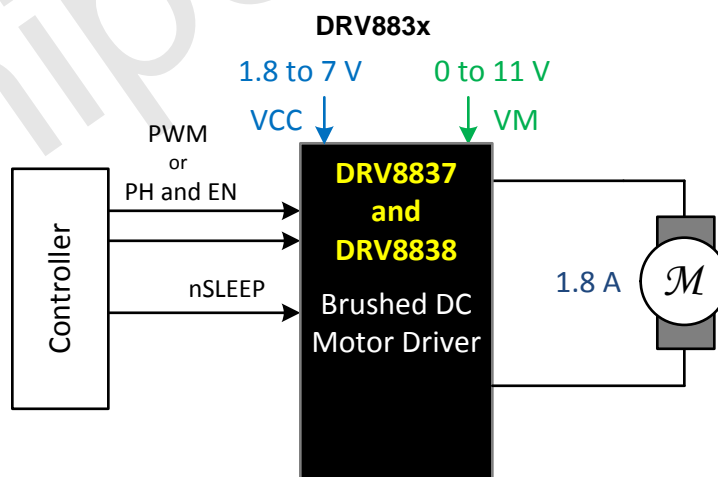 DRV883x
1.8 to 7 V
0 to 11 V
VCC
VM
PWM
or
PH and EN
nSLEEP
Controller
DRV8837
and
DRV8838
Brushed DC
Motor Driver
1.8 A
M